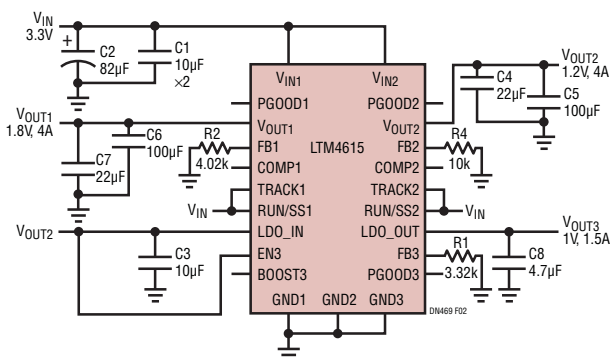 VIN
3.3V
+
C2
82µF
C1
10µF
×2
VOUT2
1.2V, 4A
C4
22µF
C5
100µF
VIN1
VIN2
PGOOD1
PGOOD2
VOUT1
VOUT2
FB1
LTM4615
FB2
COMP1
COMP2
TRACK1
TRACK2
RUN/SS1
RUN/SS2
LDO_IN
LDO_OUT
EN3
FB3
BOOST3
PGOOD3
GND1
GND2
GND3
VOUT1
1.8V, 4A
C6
100µF
C7
22µF
R2
4.02k
R4
10k
VIN
VIN
VOUT2
C3
10µF
VOUT3
1V, 1.5A
R1
3.32k
C8
4.7µF
DN469 F02